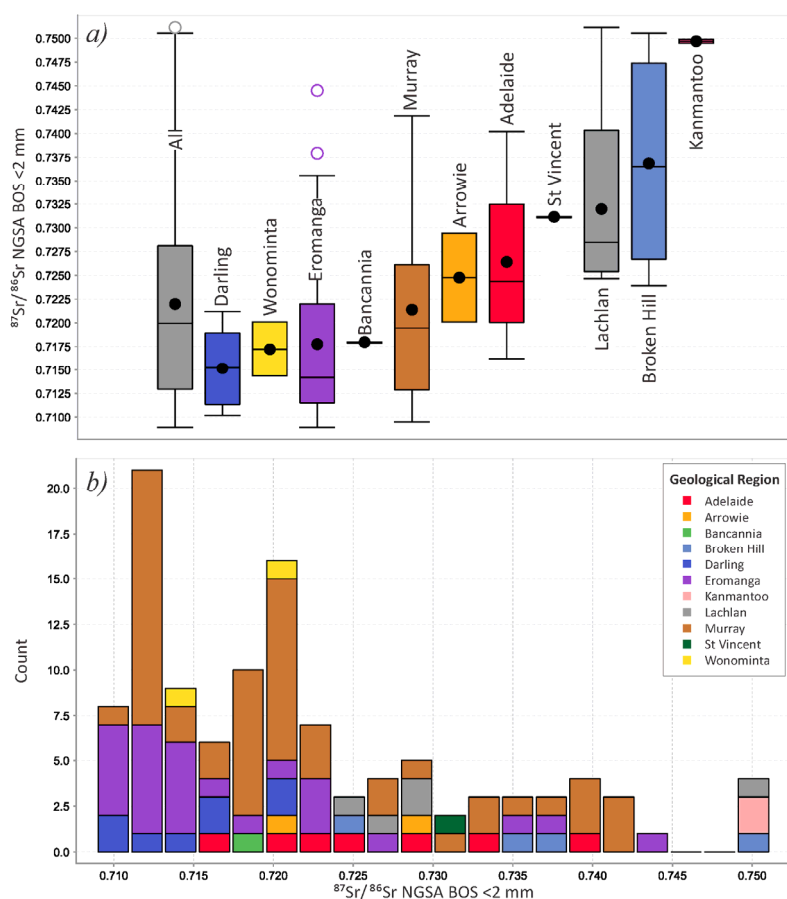 a)
0.7500
0.7475
0.7450
0.7425
0.7400
0.7375
0.7350
0.7325
0.7300
0.7275
0.7250
0.7225
0.7200
0.7175
0.7150
0.7125
0.7100
⁸⁷Sr/⁸⁶Sr NGSA BOS <2 mm
All
Darling
Wonominta
Eromanga
Bancannia
Murray
Arrowie
Adelaide
St Vincent
Lachlan
Broken Hill
Kanmantoo
b)
20.0
17.5
15.0
12.5
10.0
7.5
5.0
2.5
0.0
Count
Geological Region
Adelaide
Arrowie
Bancannia
Broken Hill
Darling
Eromanga
Kanmantoo
Lachlan
Murray
St Vincent
Wonominta
0.710 0.715 0.720 0.725 0.730 0.735 0.740 0.745 0.750
⁸⁷Sr/⁸⁶Sr NGSA BOS <2 mm